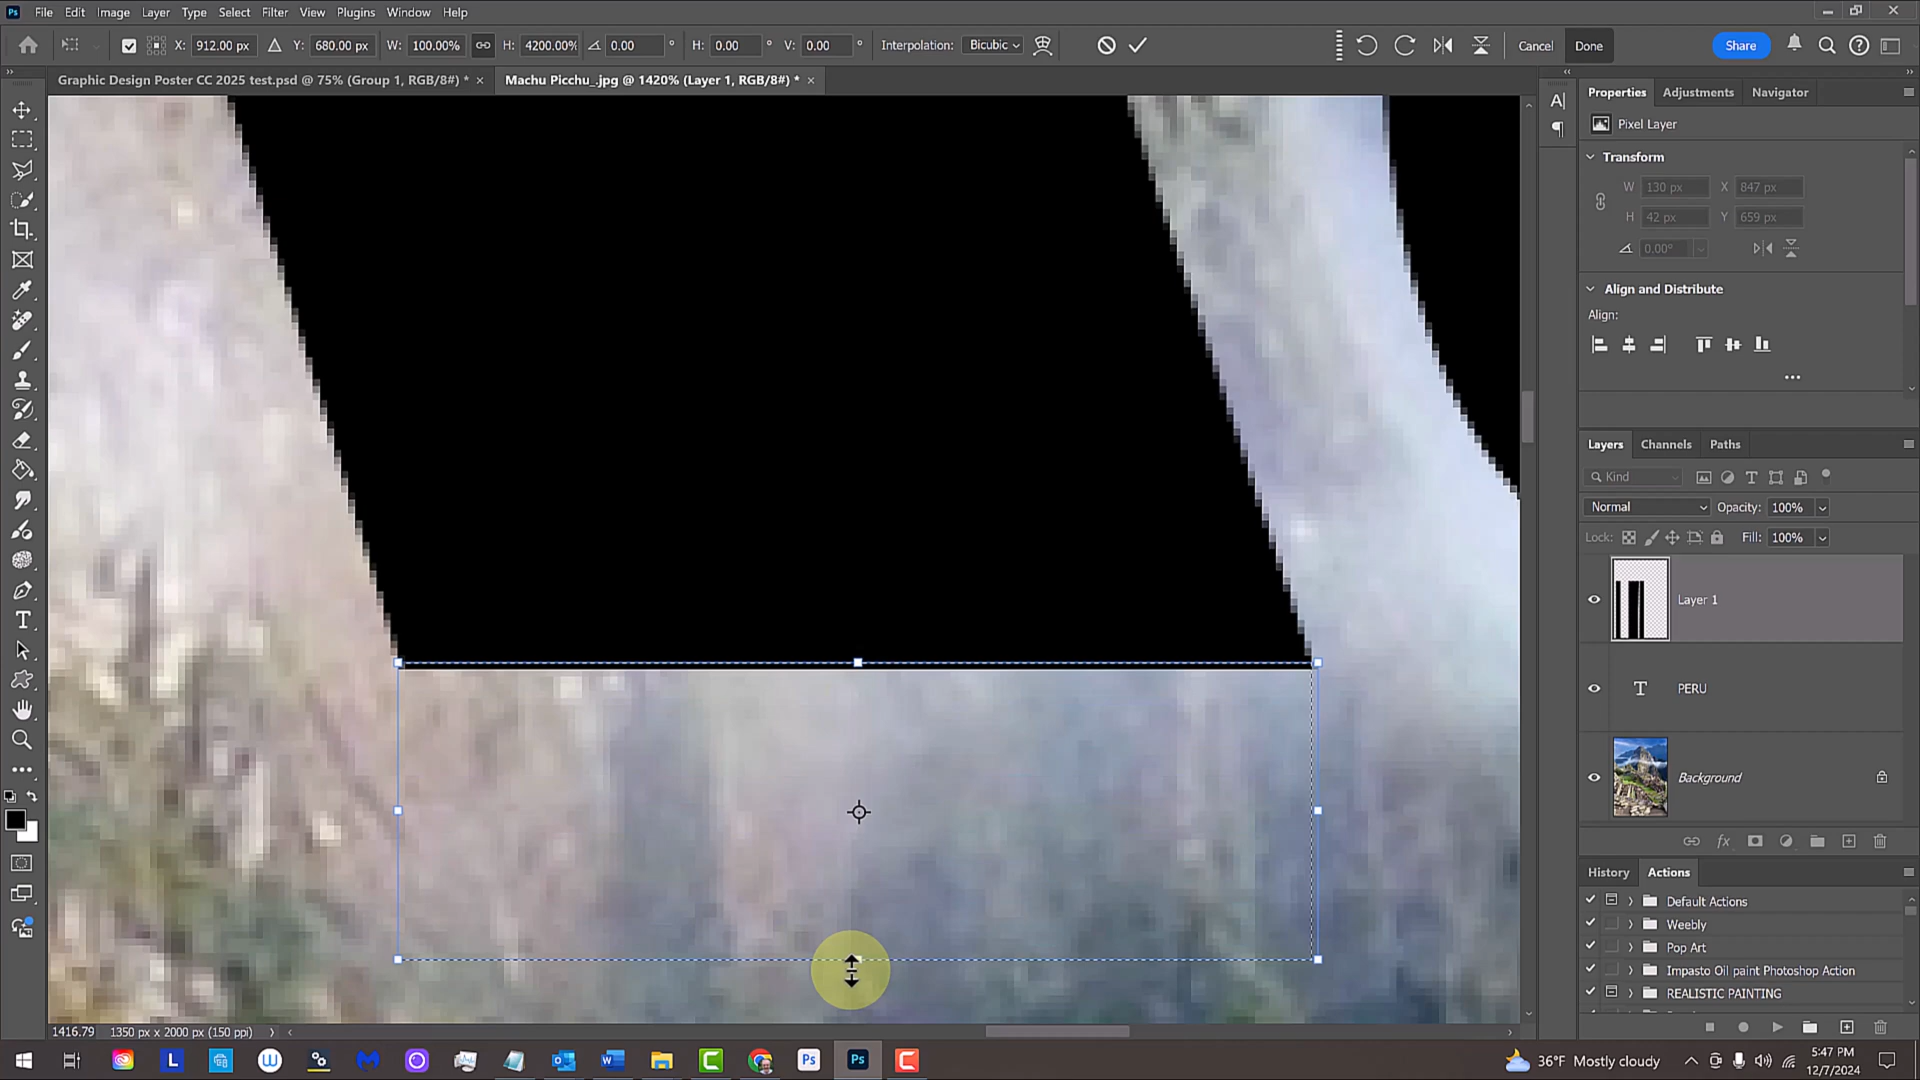 Ps File Edit Image Layer Type Select Filter View Plugins Window Help
X: 912.00 px Y: 680.00 px W: 100.00% H: 4200.00% 0.00 ° H: 0.00 ° V: 0.00 ° Interpolation: Bicubic Cancel Done Share
Graphic Design Poster CC 2025 test.psd @ 75% (Group 1, RGB/8#) * × Machu Picchu_.jpg @ 1420% (Layer 1, RGB/8#) * ×
Properties Adjustments Navigator
Pixel Layer
Transform
W 130 px X 847 px
H 42 px Y 659 px
0.00°
Align and Distribute
Align:
Layers Channels Paths
Kind
Normal Opacity: 100%
Lock: Fill: 100%
Layer 1
PERU
Background
fx
History Actions
Default Actions
Weebly
Pop Art
Impasto Oil paint Photoshop Action
REALISTIC PAINTING
1416.79 1350 px x 2000 px (150 ppi)
36°F Mostly cloudy
5:47 PM
12/7/2024